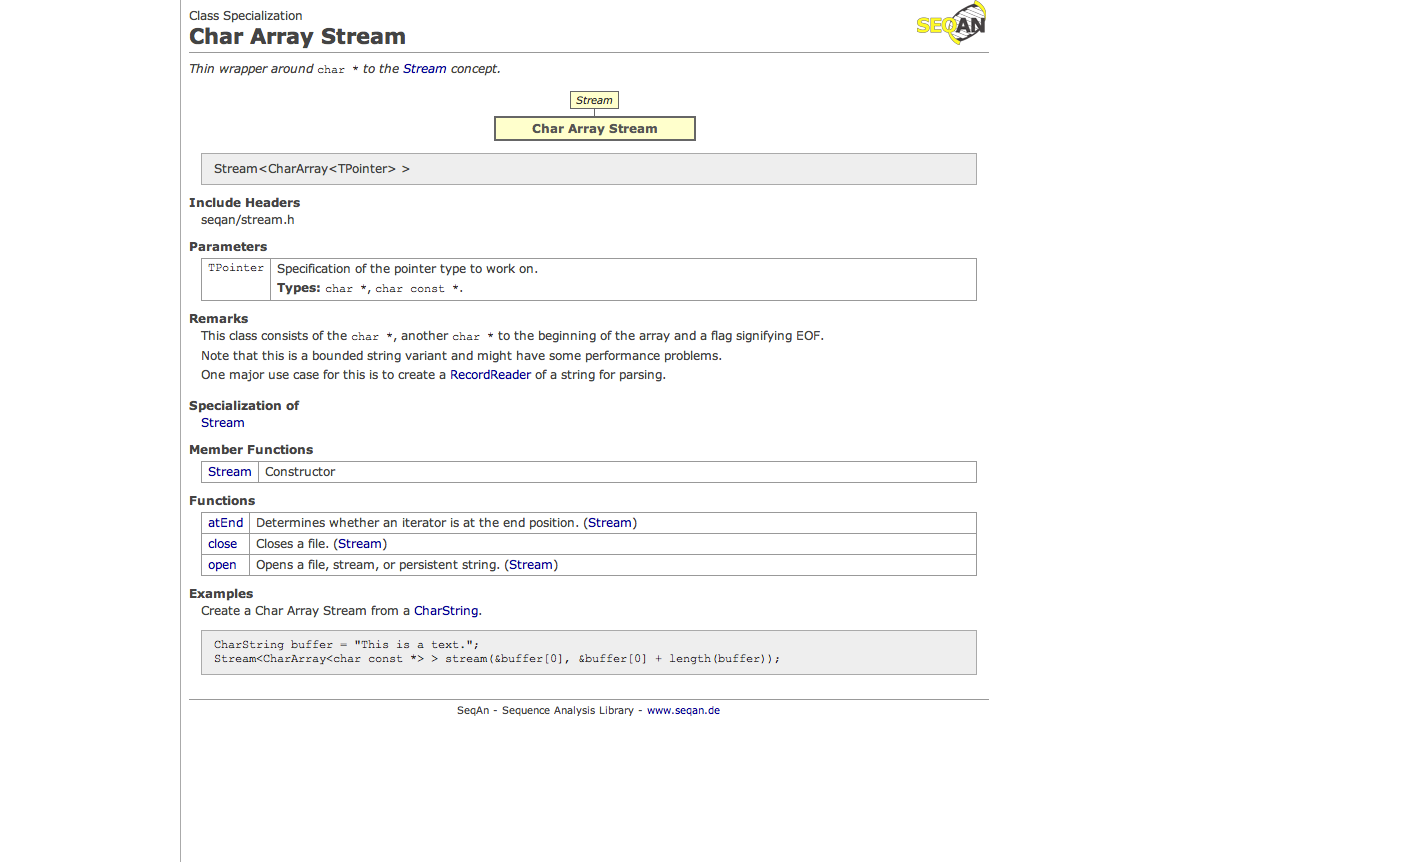 Class Specialization
Char Array Stream
SEQAN
Thin wrapper around char * to the Stream concept.
Stream
Char Array Stream
Stream<CharArray<TPointer> >
Include Headers
seqan/stream.h
Parameters
TPointer Specification of the pointer type to work on.
Types: char *, char const *.
Remarks
This class consists of the char *, another char * to the beginning of the array and a flag signifying EOF.
Note that this is a bounded string variant and might have some performance problems.
One major use case for this is to create a RecordReader of a string for parsing.
Specialization of
Stream
Member Functions
Stream Constructor
Functions
atEnd Determines whether an iterator is at the end position. (Stream)
close Closes a file. (Stream)
open Opens a file, stream, or persistent string. (Stream)
Examples
Create a Char Array Stream from a CharString.
CharString buffer = "This is a text.";
Stream<CharArray<char const *> > stream(&buffer[0], &buffer[0] + length(buffer));
SeqAn - Sequence Analysis Library - www.seqan.de